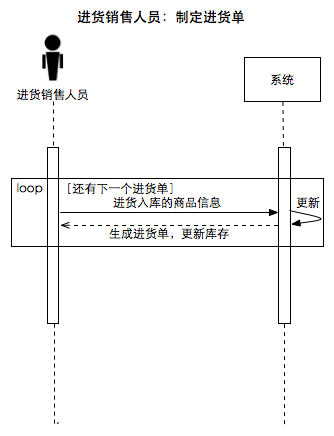 进货销售人员：制定进货单
系统
进货销售人员
loop
[还有下一个进货单]
进货入库的商品信息
更新
生成进货单，更新库存